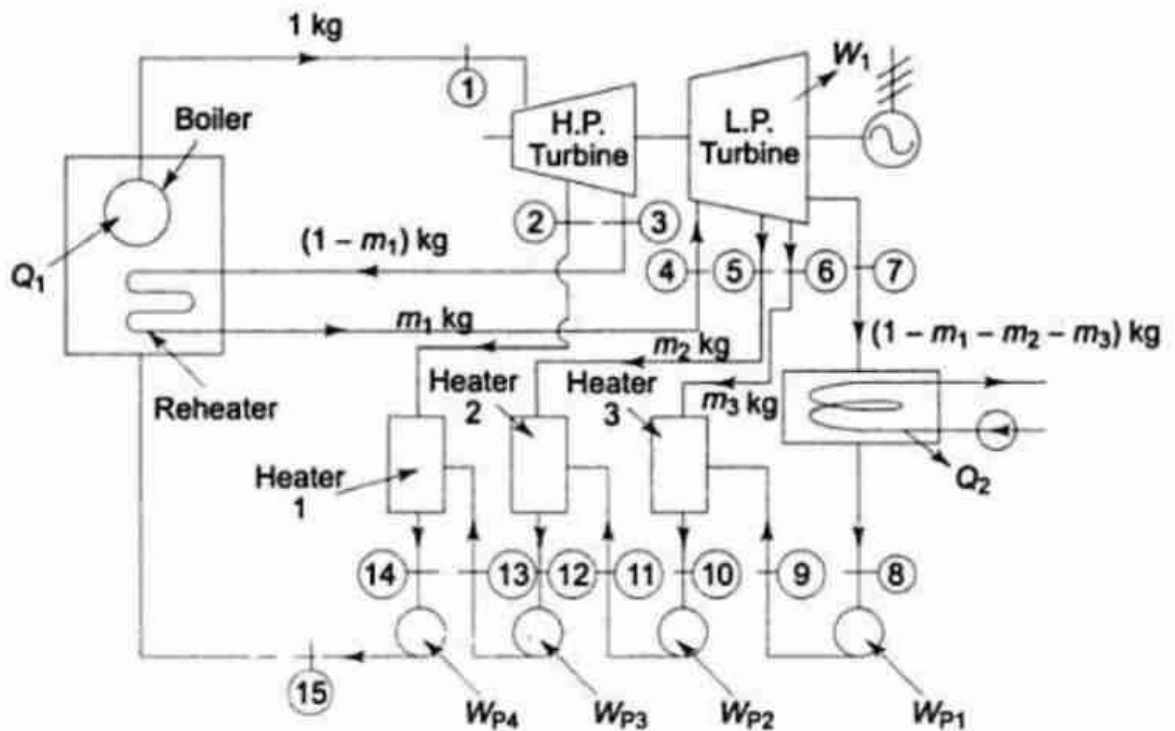 1 kg
1
W1
Boiler
H.P.
Turbine
L.P.
Turbine
2
3
(1 – m1) kg
4
5
6
7
Q1
m1 kg
m2 kg
(1 – m1 – m2 – m3) kg
Reheater
Heater
2
Heater
3
m3 kg
Heater
1
Q2
14
13
12
11
10
9
8
15
WP4
WP3
WP2
WP1